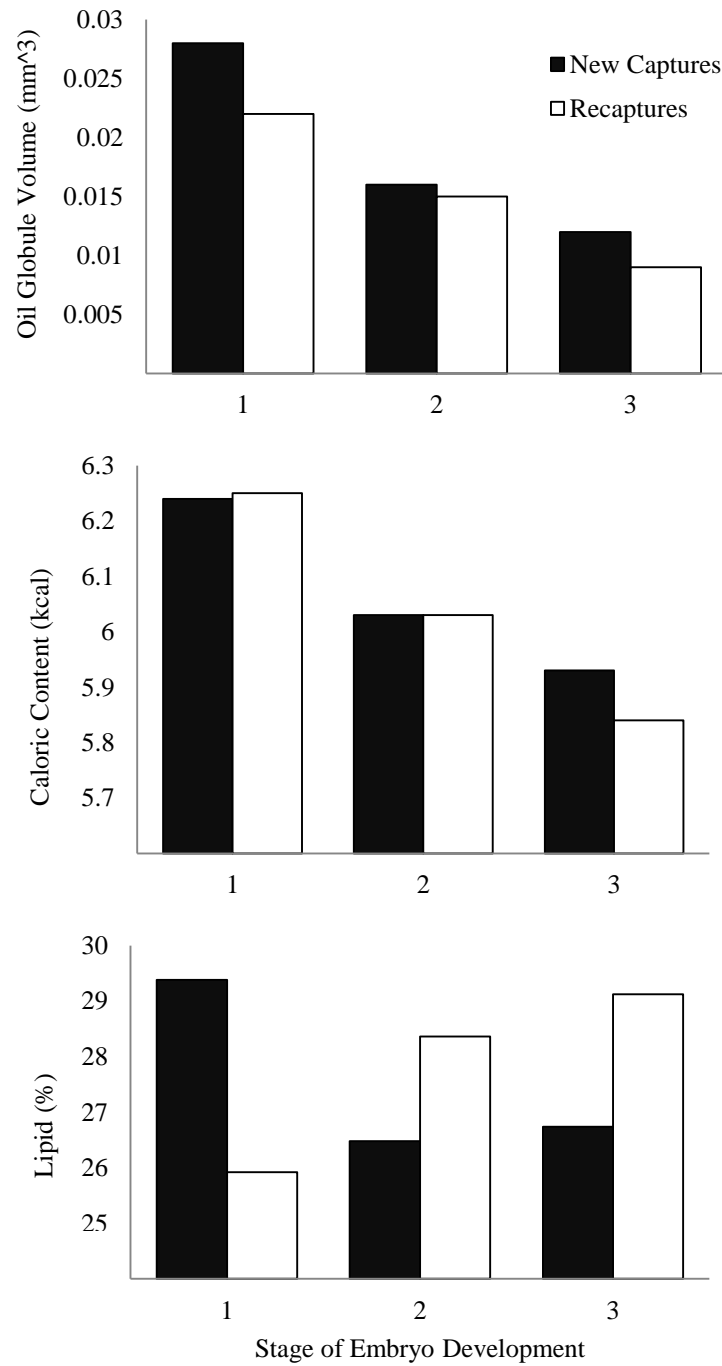 0.03
0.025
0.02
0.015
0.01
0.005
Oil Globule Volume (mm^3)
New Captures
Recaptures
1 2 3
6.3
6.2
6.1
6
5.9
5.8
5.7
Caloric Content (kcal)
1 2 3
30
29
28
27
26
25
Lipid (%)
1 2 3
Stage of Embryo Development